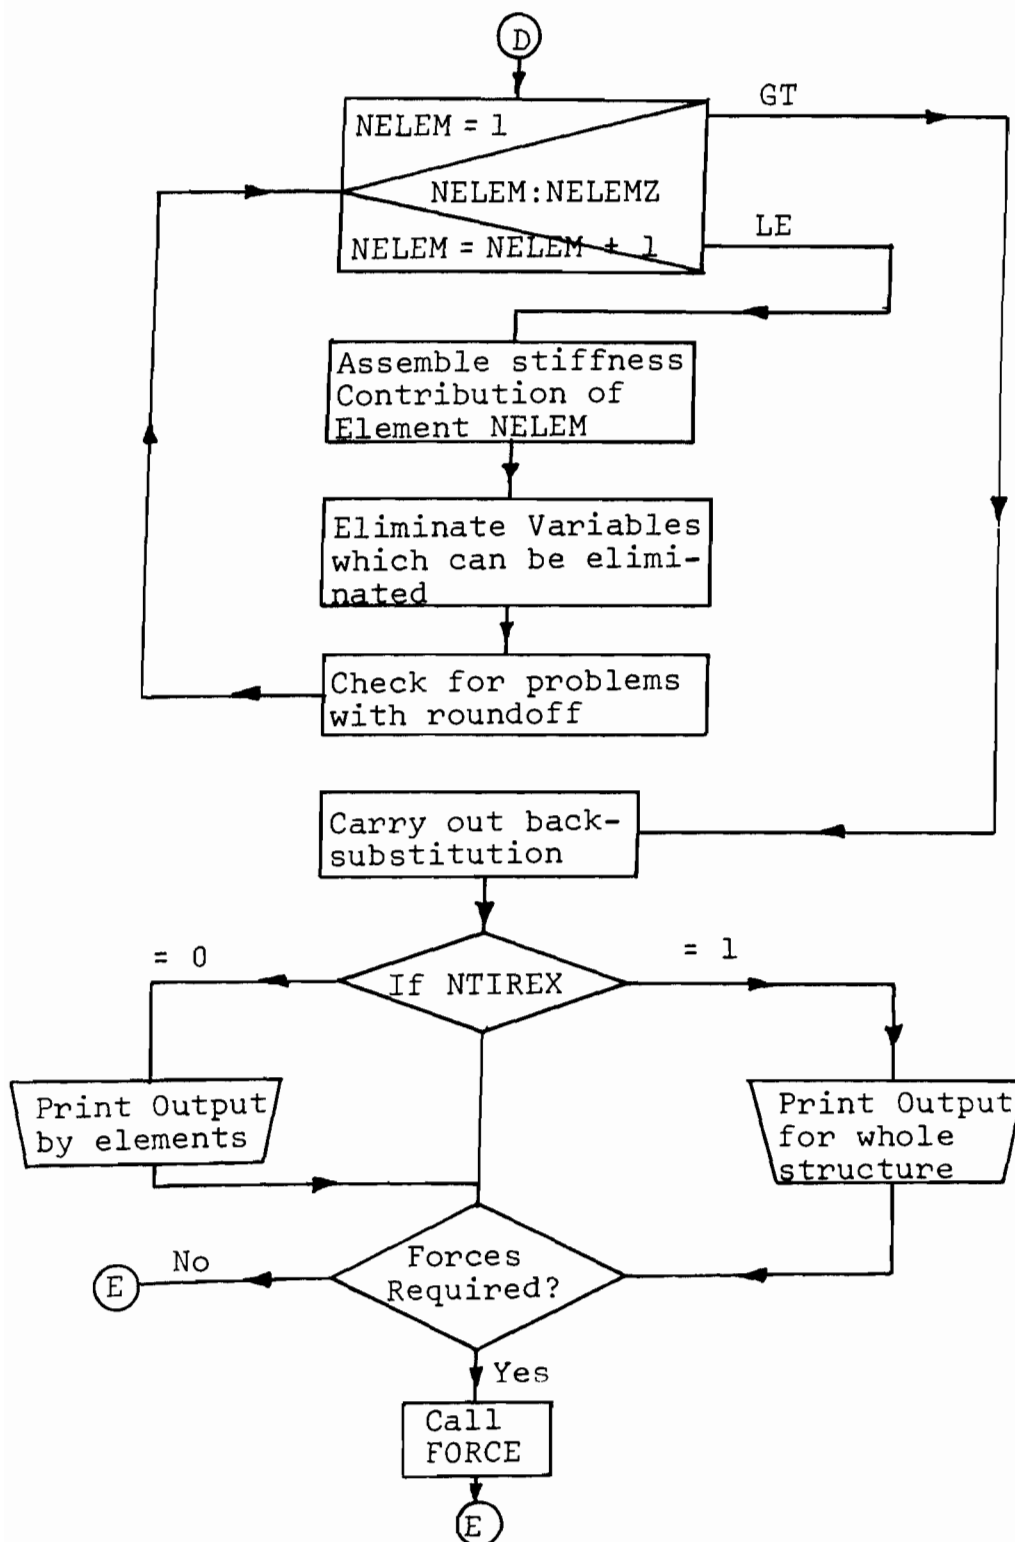 D
NELEM = 1
GT
NELEM:NELEMZ
LE
NELEM = NELEM + 1
Assemble stiffness
Contribution of
Element NELEM
Eliminate Variables
which can be elimi-
nated
Check for problems
with roundoff
Carry out back-
substitution
= 0
If NTIREX
= 1
Print Output
by elements
Print Output
for whole
structure
Forces
Required?
No
E
Yes
Call
FORCE
E